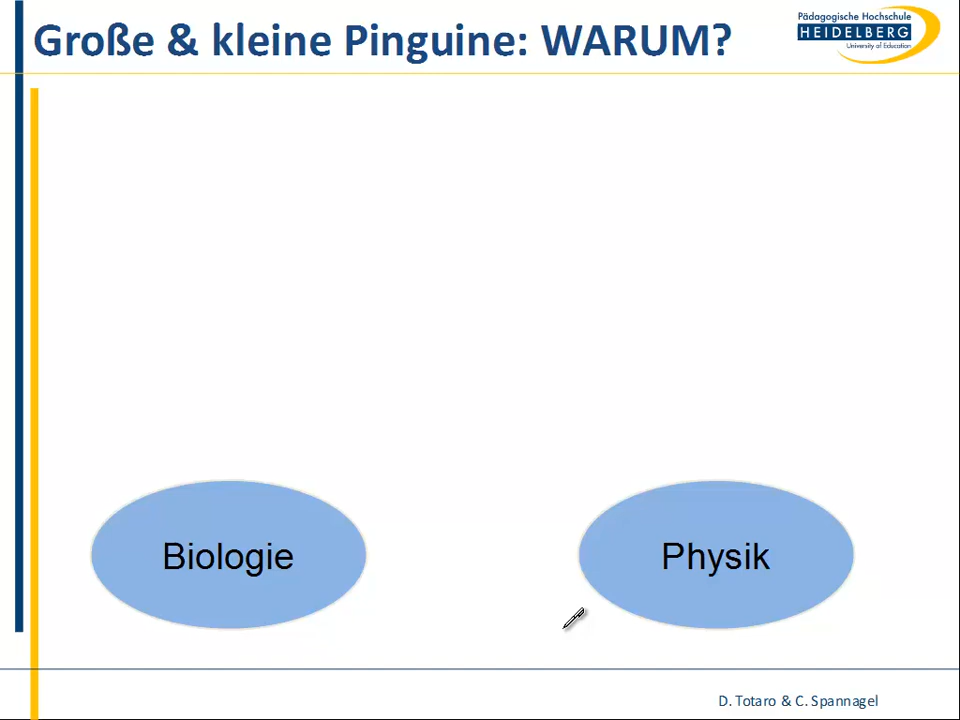 Große & kleine Pinguine: WARUM?
Pädagogische Hochschule
HEIDELBERG
University of Education
Biologie
Physik
D. Totaro & C. Spannagel